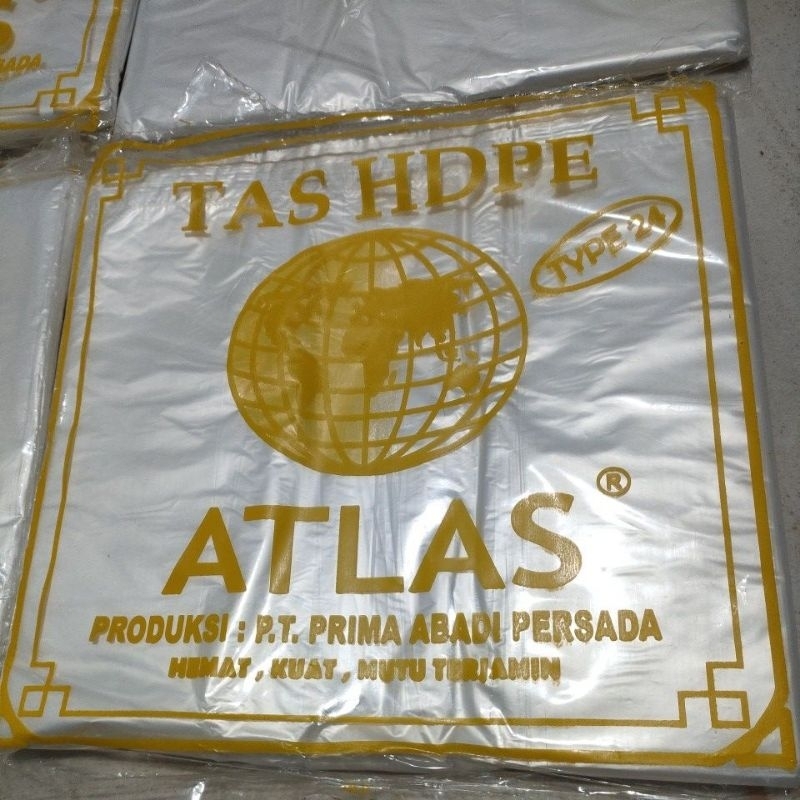 TAS HDPE
TYPE 24
ATLAS ®
PRODUKSI : P.T. PRIMA ABADI PERSADA
HEMAT , KUAT , MUTU TERJAMIN